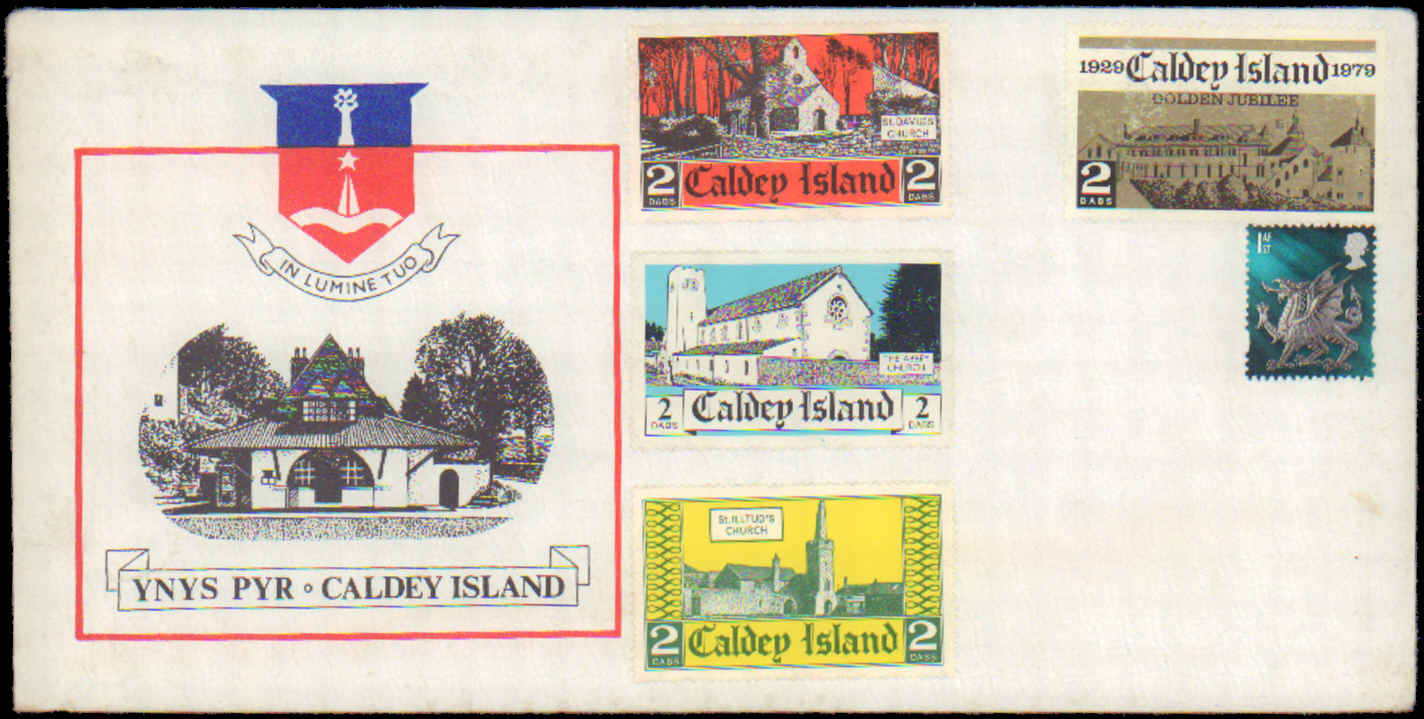 IN LUMINE TUO
YNYS PYR ∘ CALDEY ISLAND
ST. DAVID'S
CHURCH
2 Caldey Island 2
DABS DABS
THE ABBEY
CHURCH
2 Caldey Island 2
DABS DABS
St. ILLTUD'S
CHURCH
2 Caldey Island 2
DABS DABS
1929 Caldey Island 1979
GOLDEN JUBILEE
2
DABS
1ST